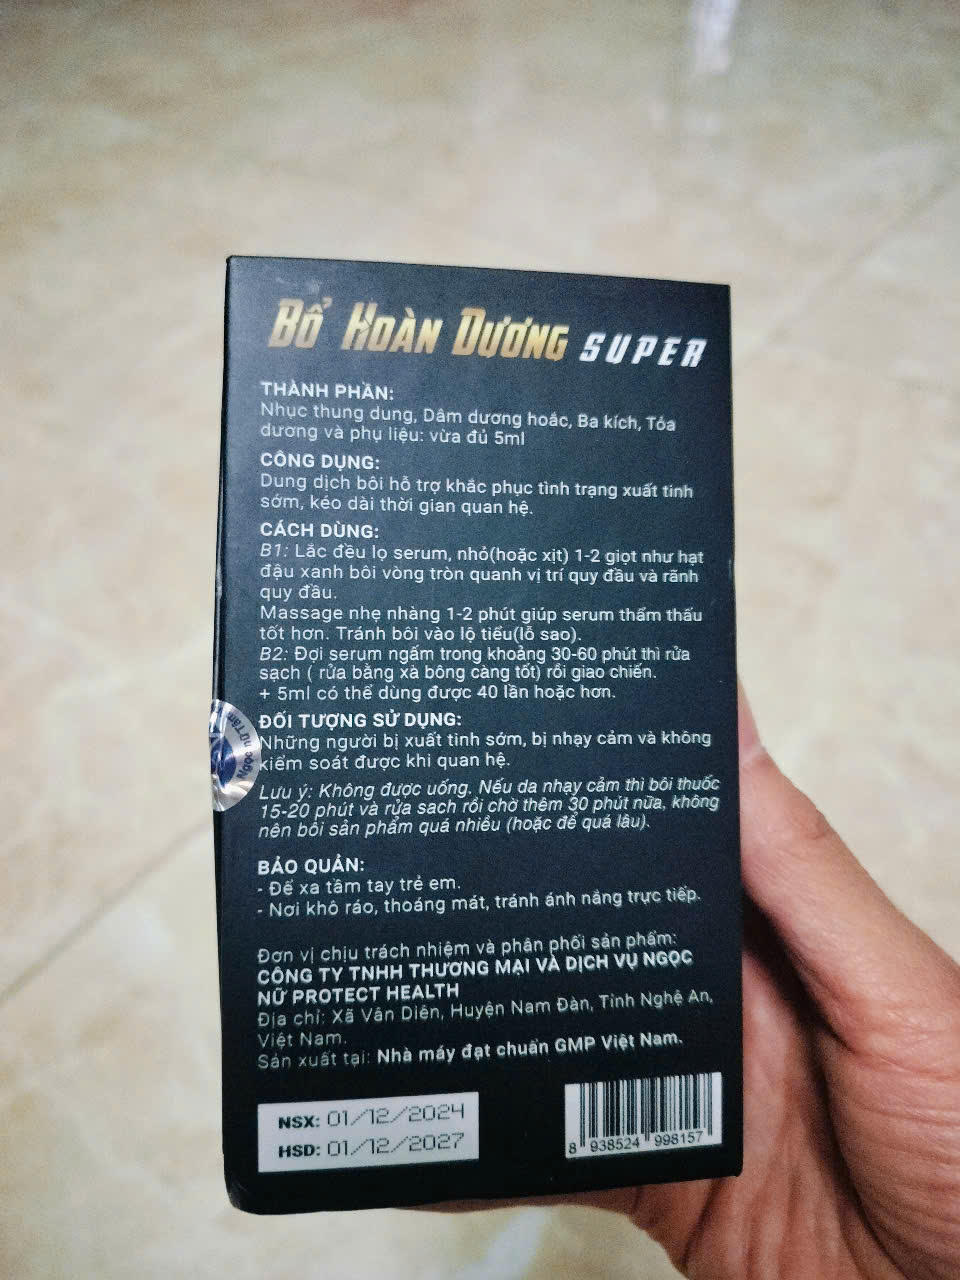 BỔ HOÀN DƯƠNG SUPER
THÀNH PHẦN:
Nhục thung dung, Dâm dương hoắc, Ba kích, Tỏa
dương và phụ liệu: vừa đủ 5ml
CÔNG DỤNG:
Dung dịch bôi hỗ trợ khắc phục tình trạng xuất tinh
sớm, kéo dài thời gian quan hệ.
CÁCH DÙNG:
B1: Lắc đều lọ serum, nhỏ(hoặc xịt) 1-2 giọt như hạt
đậu xanh bôi vòng tròn quanh vị trí quy đầu và rãnh
quy đầu.
Massage nhẹ nhàng 1-2 phút giúp serum thẩm thấu
tốt hơn. Tránh bôi vào lộ tiểu(lỗ sao).
B2: Đợi serum ngấm trong khoảng 30-60 phút thì rửa
sạch ( rửa bằng xà bông càng tốt) rồi giao chiến.
+ 5ml có thể dùng được 40 lần hoặc hơn.
ĐỐI TƯỢNG SỬ DỤNG:
Những người bị xuất tinh sớm, bị nhạy cảm và không
kiểm soát được khi quan hệ.
Lưu ý: Không được uống. Nếu da nhạy cảm thì bôi thuốc
15-20 phút và rửa sạch rồi chờ thêm 30 phút nữa, không
nên bôi sản phẩm quá nhiều (hoặc để quá lâu).
BẢO QUẢN:
- Để xa tầm tay trẻ em.
- Nơi khô ráo, thoáng mát, tránh ánh nắng trực tiếp.
Đơn vị chịu trách nhiệm và phân phối sản phẩm:
CÔNG TY TNHH THƯƠNG MẠI VÀ DỊCH VỤ NGỌC
NỮ PROTECT HEALTH
Địa chỉ: Xã Vân Diên, Huyện Nam Đàn, Tỉnh Nghệ An,
Việt Nam.
Sản xuất tại: Nhà máy đạt chuẩn GMP Việt Nam.
NSX: 01/12/2024
HSD: 01/12/2027
8 938524 998157
Ngọc nữ Tâm